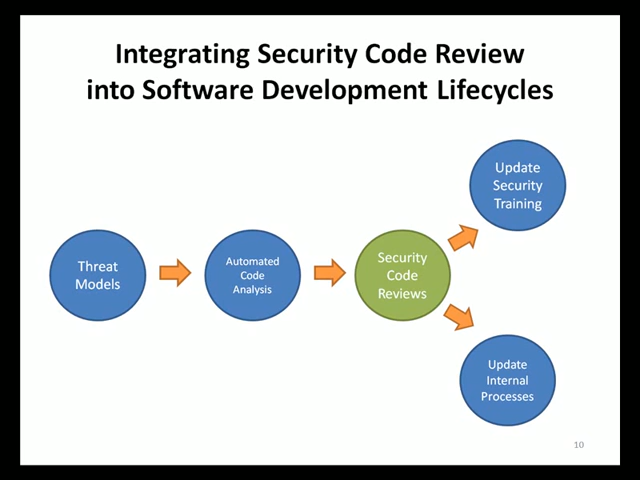 Integrating Security Code Review
into Software Development Lifecycles
Update
Security
Training
Threat
Models
Automated
Code
Analysis
Security
Code
Reviews
Update
Internal
Processes
10